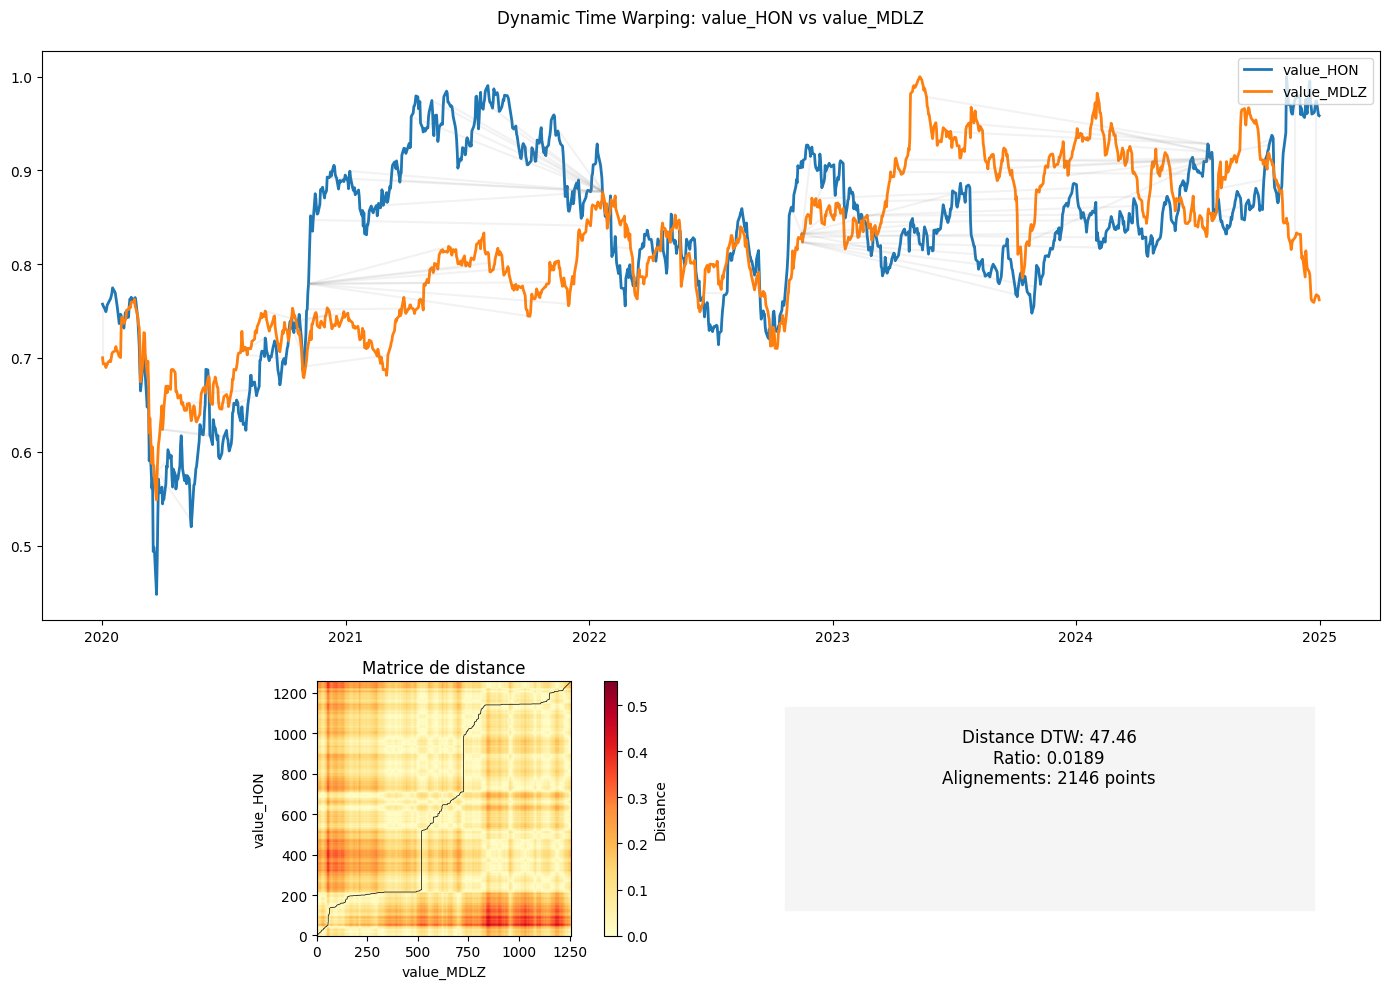 Dynamic Time Warping: value_HON vs value_MDLZ
value_HON
value_MDLZ
1.0
0.9
0.8
0.7
0.6
0.5
2020 2021 2022 2023 2024 2025
Matrice de distance
value_HON
1200
1000
800
600
400
200
0
0 250 500 750 1000 1250
value_MDLZ
0.5
0.4
0.3
0.2
0.1
0.0
Distance
Distance DTW: 47.46
Ratio: 0.0189
Alignements: 2146 points